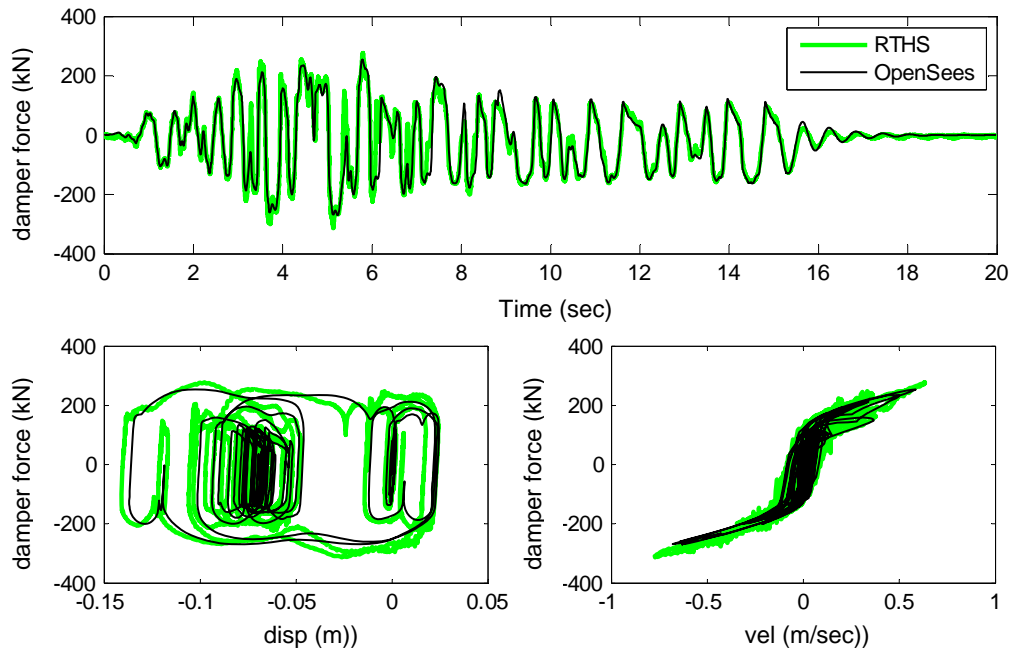 400
200
0
-200
-400
damper force (kN)
RTHS
OpenSees
0 2 4 6 8 10 12 14 16 18 20
Time (sec)
400
200
0
-200
-400
damper force (kN)
-0.15 -0.1 -0.05 0 0.05
disp (m))
400
200
0
-200
-400
damper force (kN)
-1 -0.5 0 0.5 1
vel (m/sec))